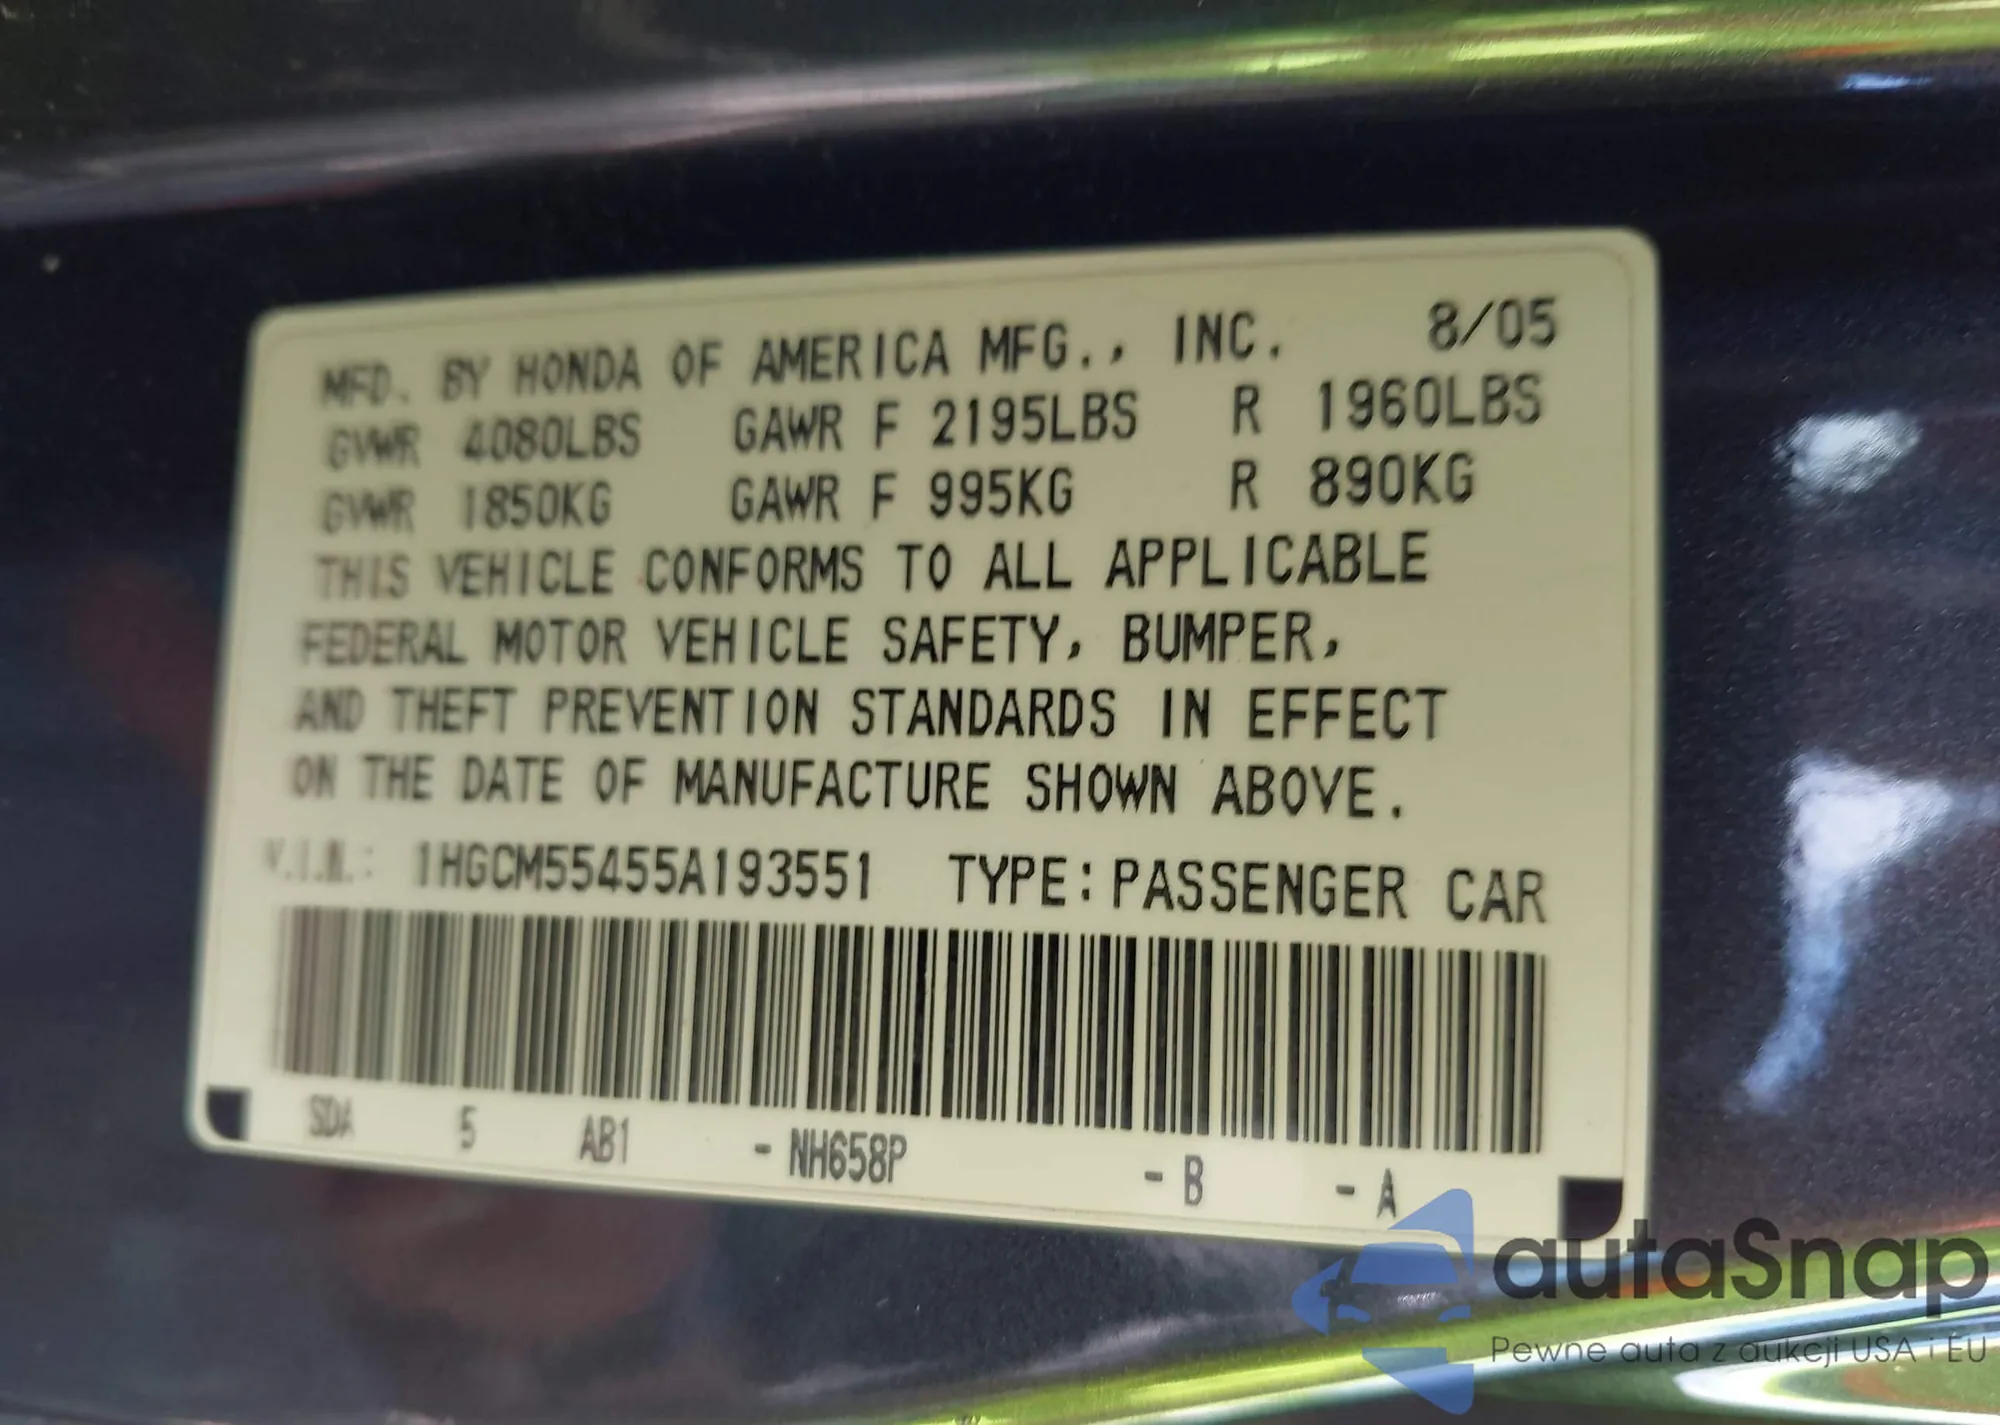 MFD. BY HONDA OF AMERICA MFG., INC. 8/05
GVWR 4080LBS GAWR F 2195LBS R 1960LBS
GVWR 1850KG GAWR F 995KG R 890KG
THIS VEHICLE CONFORMS TO ALL APPLICABLE
FEDERAL MOTOR VEHICLE SAFETY, BUMPER,
AND THEFT PREVENTION STANDARDS IN EFFECT
ON THE DATE OF MANUFACTURE SHOWN ABOVE.
V.I.N.: 1HGCM55455A193551 TYPE: PASSENGER CAR
SDA 5 AB1 - NH658P - B - A
autaSnap
Pewne auta z aukcji USA i EU